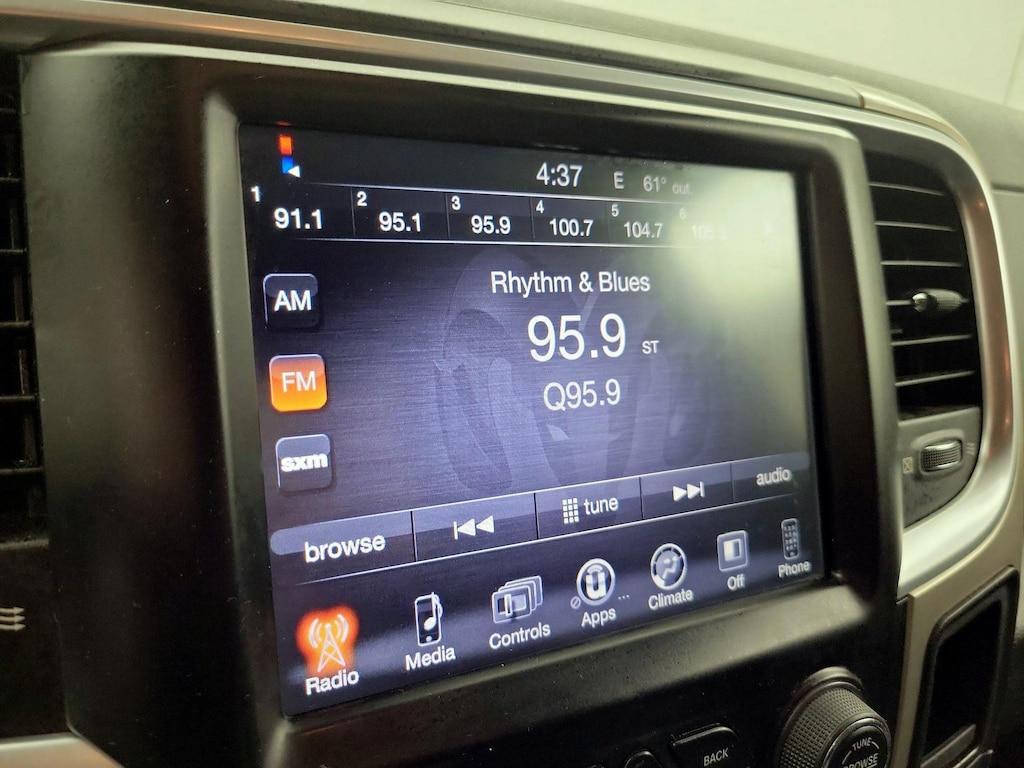 4:37 E 61° out
1 91.1 2 95.1 3 95.9 4 100.7 5 104.7 6
AM
Rhythm & Blues
95.9 ST
FM
Q95.9
sxm
browse tune audio
Radio Media Controls Apps ... Climate Off Phone
BACK
TUNE
BROWSE